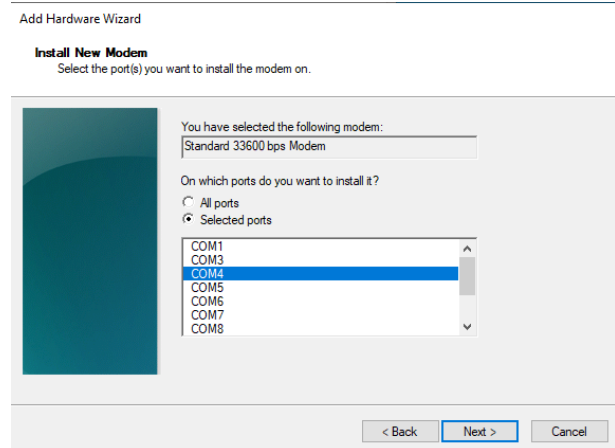 Add Hardware Wizard
Install New Modem
Select the port(s) you want to install the modem on.
You have selected the following modem:
Standard 33600 bps Modem
On which ports do you want to install it?
All ports
Selected ports
COM1
COM3
COM4
COM5
COM6
COM7
COM8
< Back Next > Cancel